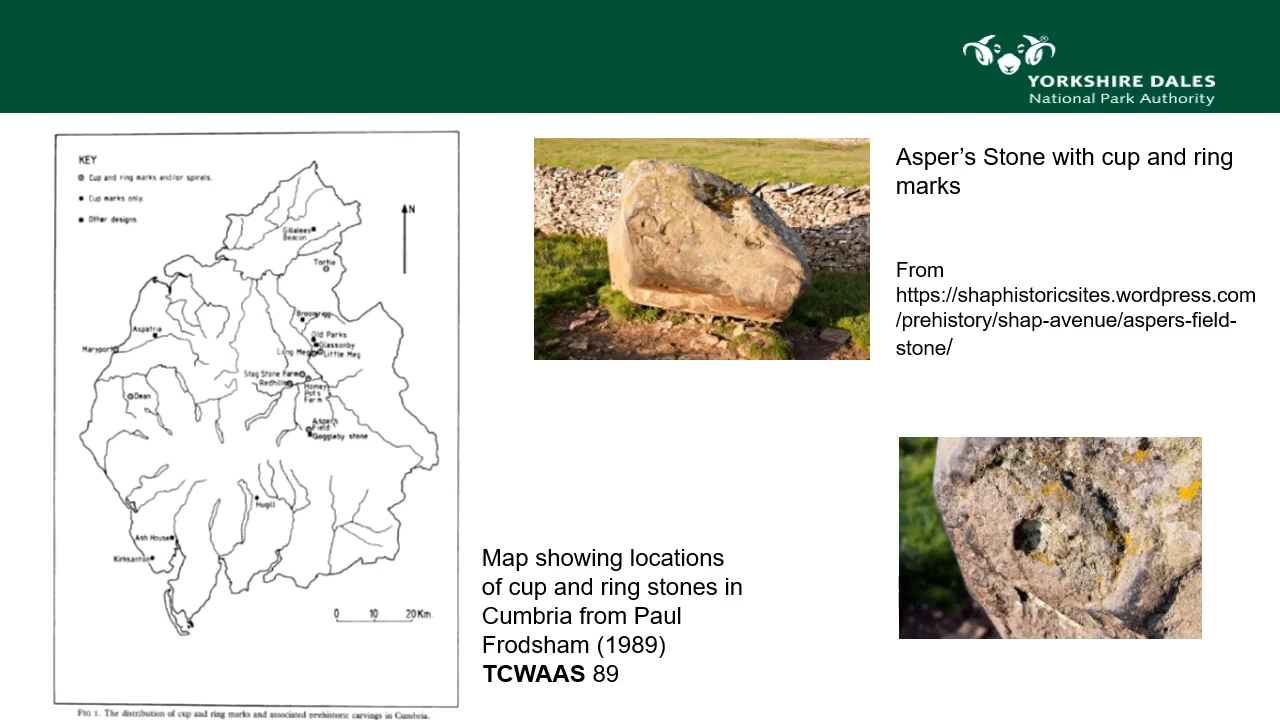 YORKSHIRE DALES
National Park Authority
KEY
Cup and ring marks and/or spirals.
Cup marks only.
Other designs
N
Gillalees
Beacon
Tortie
Broomrigg
Old Parks
Glassonby
Long Meg
Little Meg
Aspatria
Maryport
Stag Stone Farm
Redhills
Honey
Pots
Farm
Dean
Asper's
Field
Goggleby stone
Hugill
Ash House
Kirksanton
0 10 20 Km.
FIG 1. The distribution of cup and ring marks and associated prehistoric carvings in Cumbria.
Map showing locations
of cup and ring stones in
Cumbria from Paul
Frodsham (1989)
TCWAAS 89
Asper’s Stone with cup and ring
marks
From
https://shaphistoricsites.wordpress.com
/prehistory/shap-avenue/aspers-field-
stone/